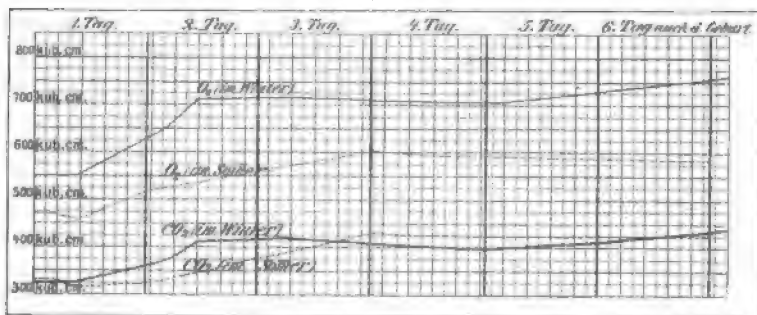 1. Tag. 2. Tag. 3. Tag. 4. Tag. 5. Tag. 6. Tag nach d. Geburt
800 kub. cm.
700 kub. cm.
O₂ (im Winter)
600 kub. cm.
O₂ (im
500 kub. cm.
CO₂ (im Winter)
400 kub. cm.
CO₂ (im
300 kub. cm.